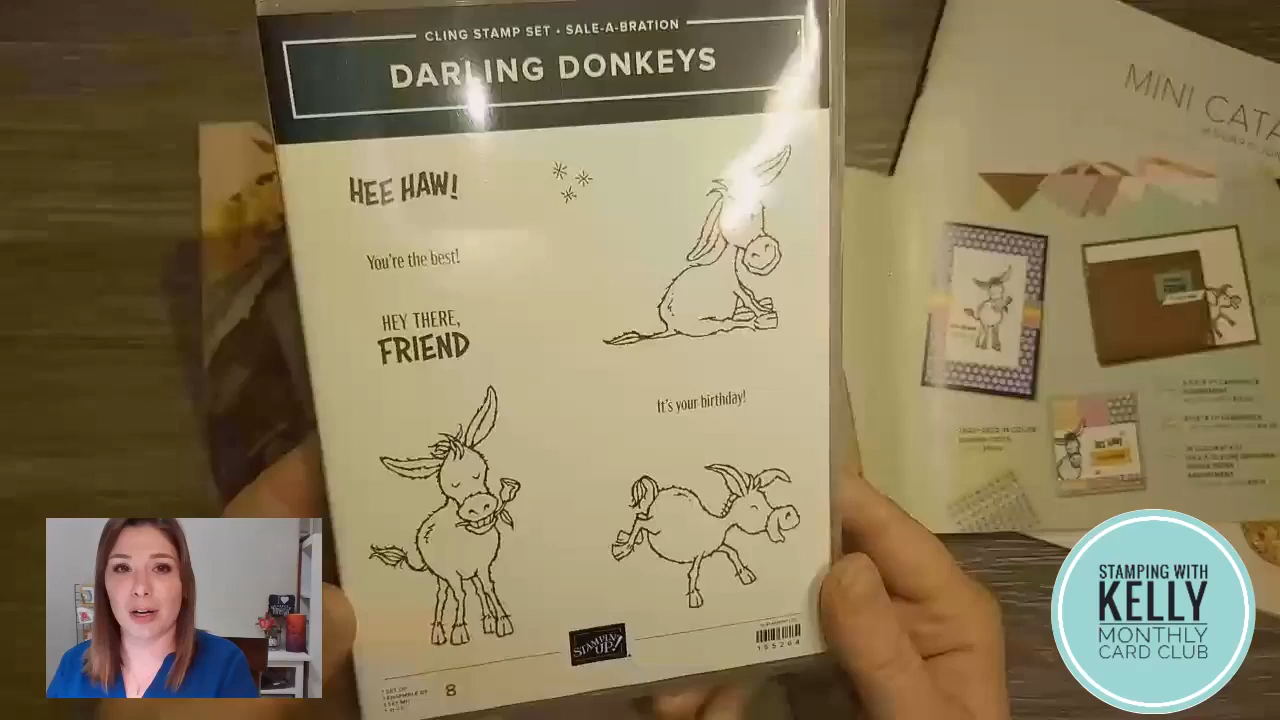 CLING STAMP SET • SALE-A-BRATION
DARLING DONKEYS
HEE HAW!
You're the best!
HEY THERE,
FRIEND
It's your birthday!
STAMPIN' UP!
8
MINI CATA
STAMPING WITH
KELLY
MONTHLY
CARD CLUB